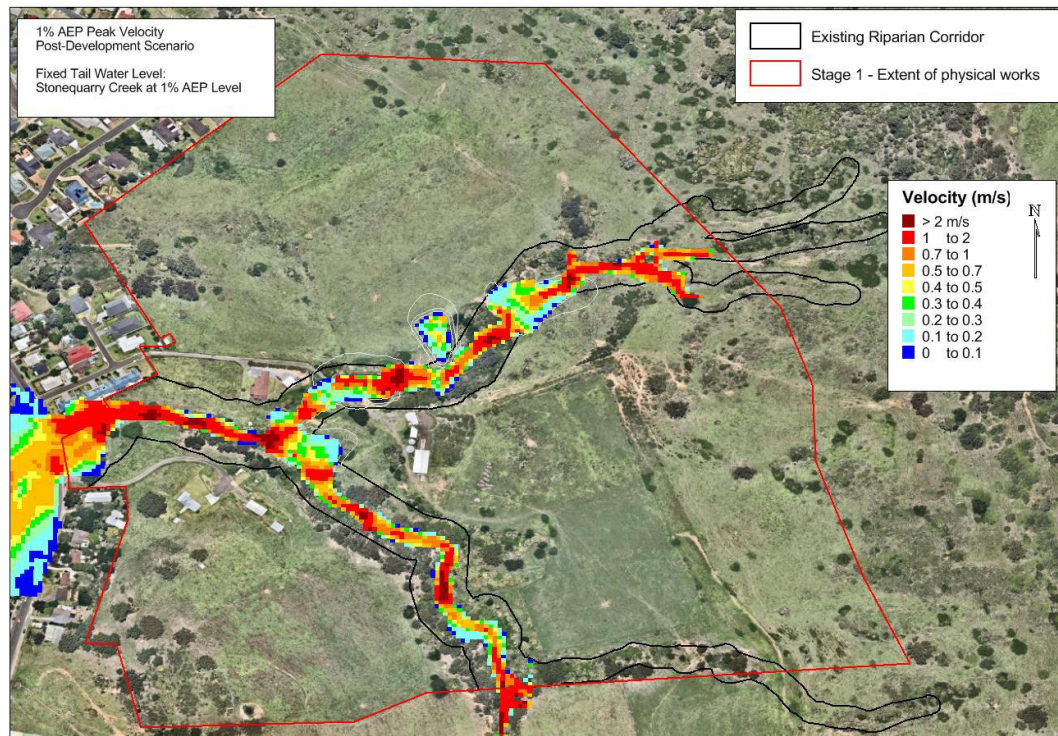 1% AEP Peak Velocity
Post-Development Scenario
Fixed Tail Water Level:
Stonequarry Creek at 1% AEP Level
Existing Riparian Corridor
Stage 1 - Extent of physical works
Velocity (m/s)
N
> 2 m/s
1 to 2
0.7 to 1
0.5 to 0.7
0.4 to 0.5
0.3 to 0.4
0.2 to 0.3
0.1 to 0.2
0 to 0.1